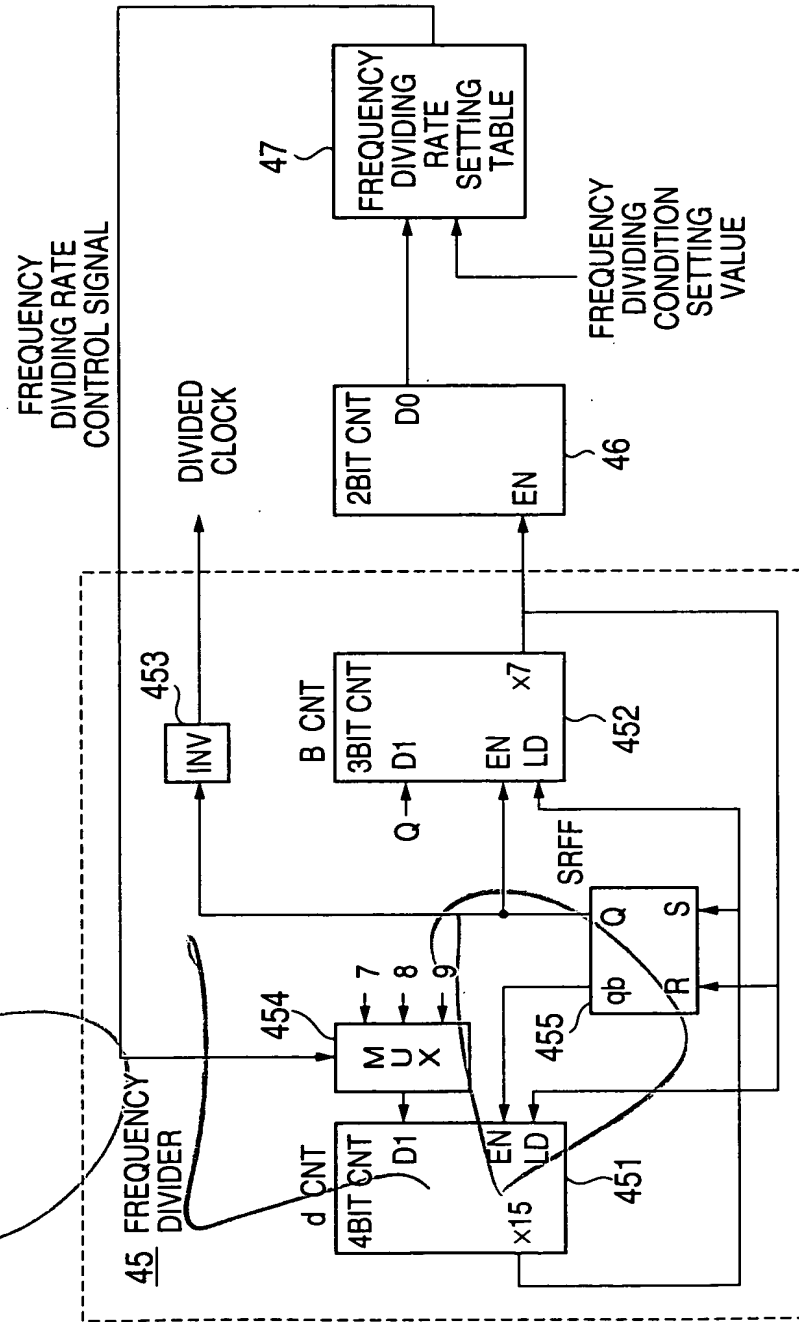 FREQUENCY
DIVIDING RATE
CONTROL SIGNAL
45 FREQUENCY
DIVIDER
d CNT
4BIT CNT
D1
EN
LD
x15
451
454
M
U
X
7
8
9
qb
Q
R
S
455
SRFF
453
INV
DIVIDED
CLOCK
B CNT
3BIT CNT
Q
D1
EN
LD
x7
452
2BIT CNT
D0
EN
46
47
FREQUENCY
DIVIDING
RATE
SETTING
TABLE
FREQUENCY
DIVIDING
CONDITION
SETTING
VALUE